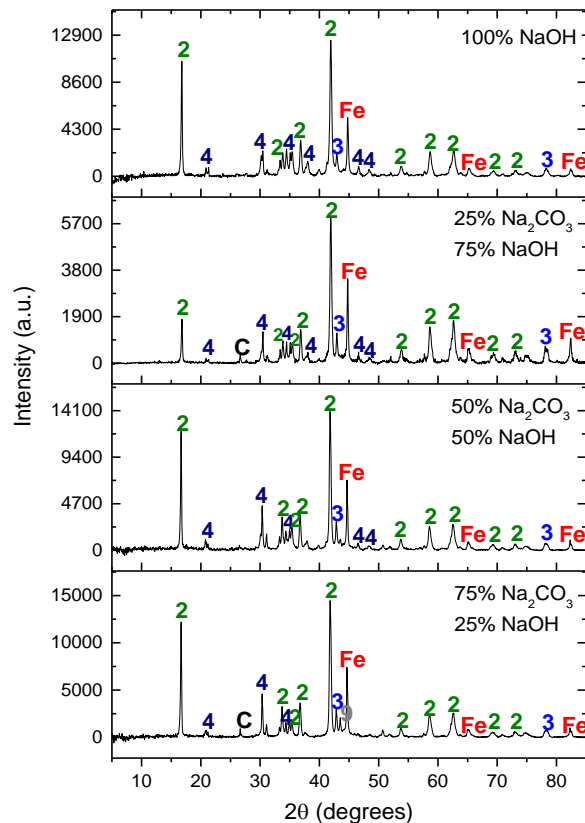 100% NaOH
12900
8600
4300
0
2 4 4 2 4 2 4 2 3 Fe 4 4 2 2 2 Fe 2 2 3 Fe
25% Na₂CO₃
75% NaOH
5700
3800
1900
0
2 4 C 4 2 4 2 2 4 2 3 Fe 4 4 2 2 2 Fe 2 2 3 Fe
50% Na₂CO₃
50% NaOH
14100
9400
4700
0
2 4 4 2 4 2 2 2 3 Fe 4 4 2 2 2 Fe 2 2 3 Fe
75% Na₂CO₃
25% NaOH
15000
10000
5000
0
2 4 C 4 2 4 2 2 2 3 Fe 9 2 2 2 Fe 2 2 3 Fe
Intensity (a.u.)
10 20 30 40 50 60 70 80
2θ (degrees)